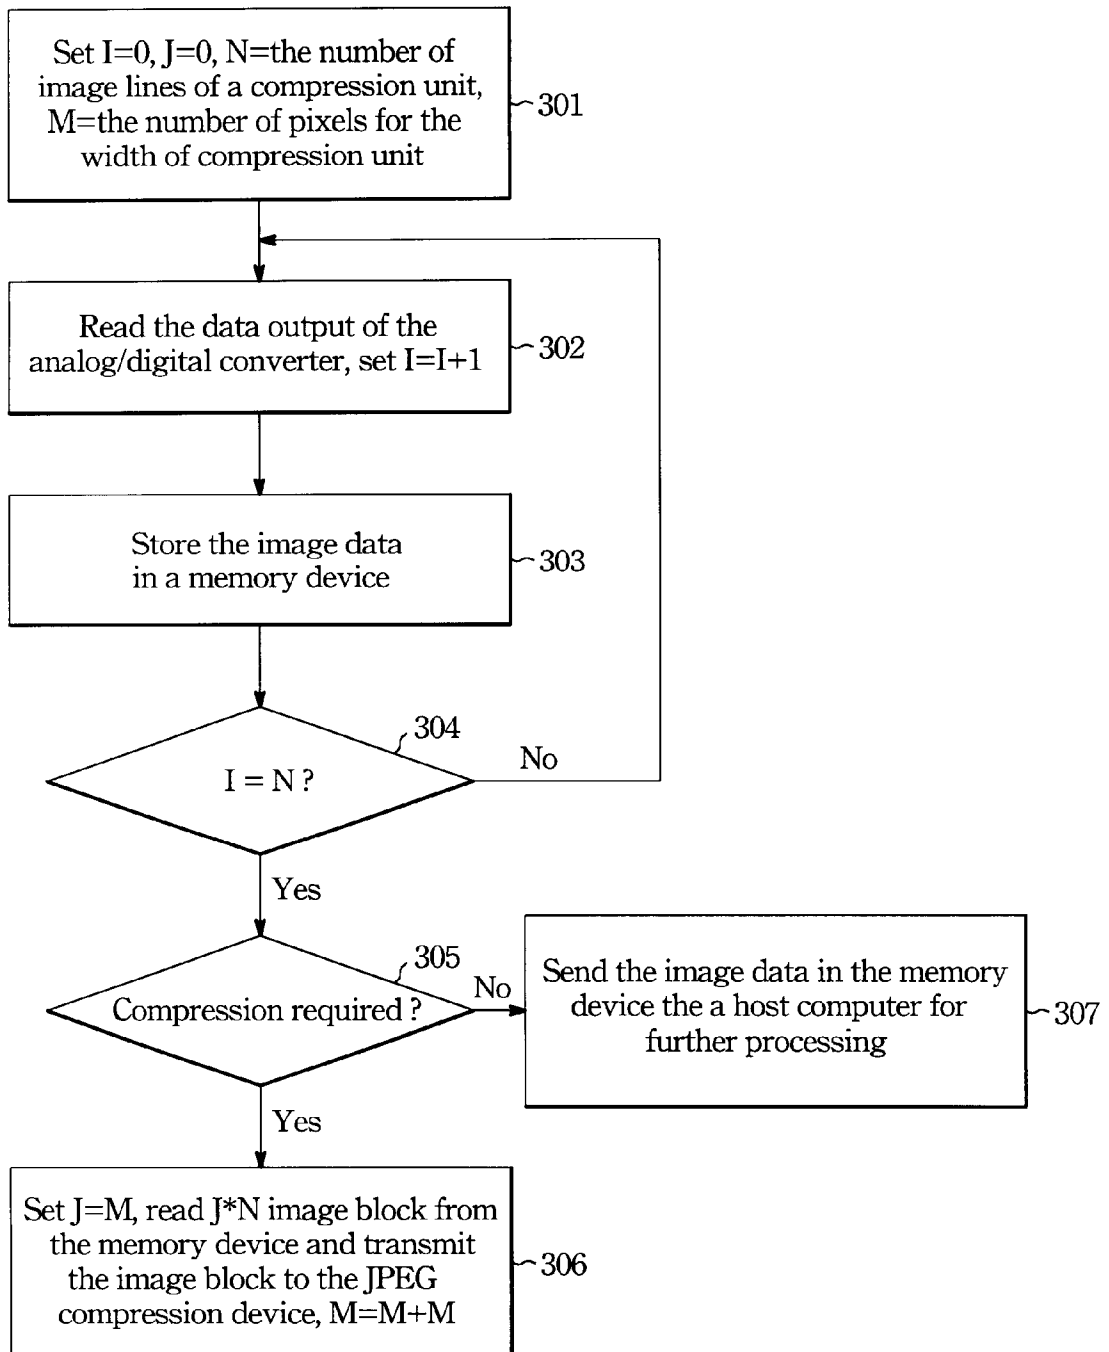 Set I=0, J=0, N=the number of
image lines of a compression unit,
M=the number of pixels for the
width of compression unit
301
Read the data output of the
analog/digital converter, set I=I+1
302
Store the image data
in a memory device
303
304
I = N ?
No
Yes
305
Compression required ?
No
Send the image data in the memory
device the a host computer for
further processing
307
Yes
Set J=M, read J*N image block from
the memory device and transmit
the image block to the JPEG
compression device, M=M+M
306